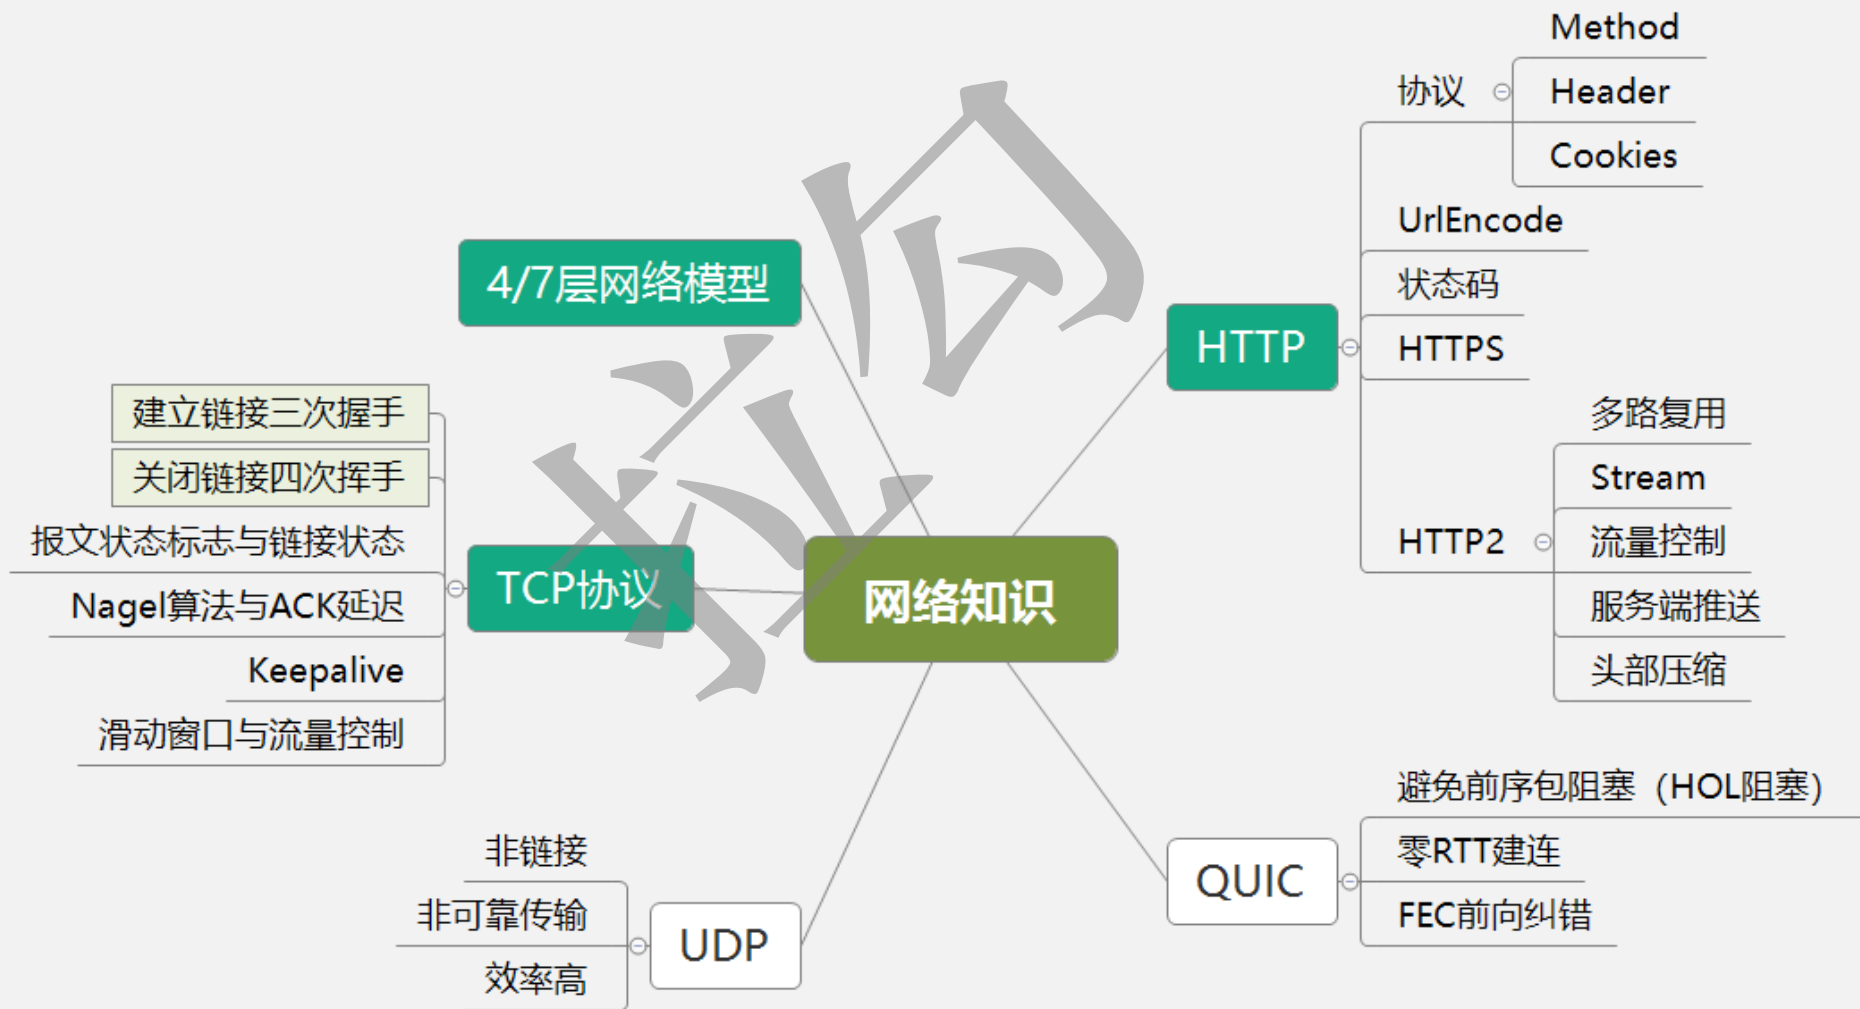 网络知识
4/7层网络模型
TCP协议
建立链接三次握手
关闭链接四次挥手
报文状态标志与链接状态
Nagel算法与ACK延迟
Keepalive
滑动窗口与流量控制
UDP
非链接
非可靠传输
效率高
HTTP
协议
Method
Header
Cookies
UrlEncode
状态码
HTTPS
HTTP2
多路复用
Stream
流量控制
服务端推送
头部压缩
QUIC
避免前序包阻塞（HOL阻塞）
零RTT建连
FEC前向纠错
拉勾